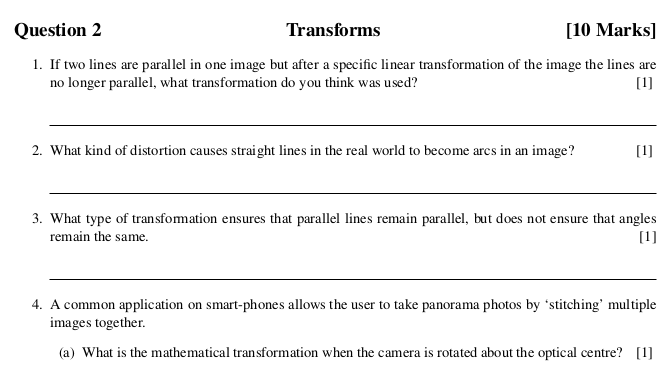 Question 2 Transforms [10 Marks]
1. If two lines are parallel in one image but after a specific linear transformation of the image the lines are
no longer parallel, what transformation do you think was used? [1]
2. What kind of distortion causes straight lines in the real world to become arcs in an image? [1]
3. What type of transformation ensures that parallel lines remain parallel, but does not ensure that angles
remain the same. [1]
4. A common application on smart-phones allows the user to take panorama photos by ‘stitching’ multiple
images together.
(a) What is the mathematical transformation when the camera is rotated about the optical centre? [1]